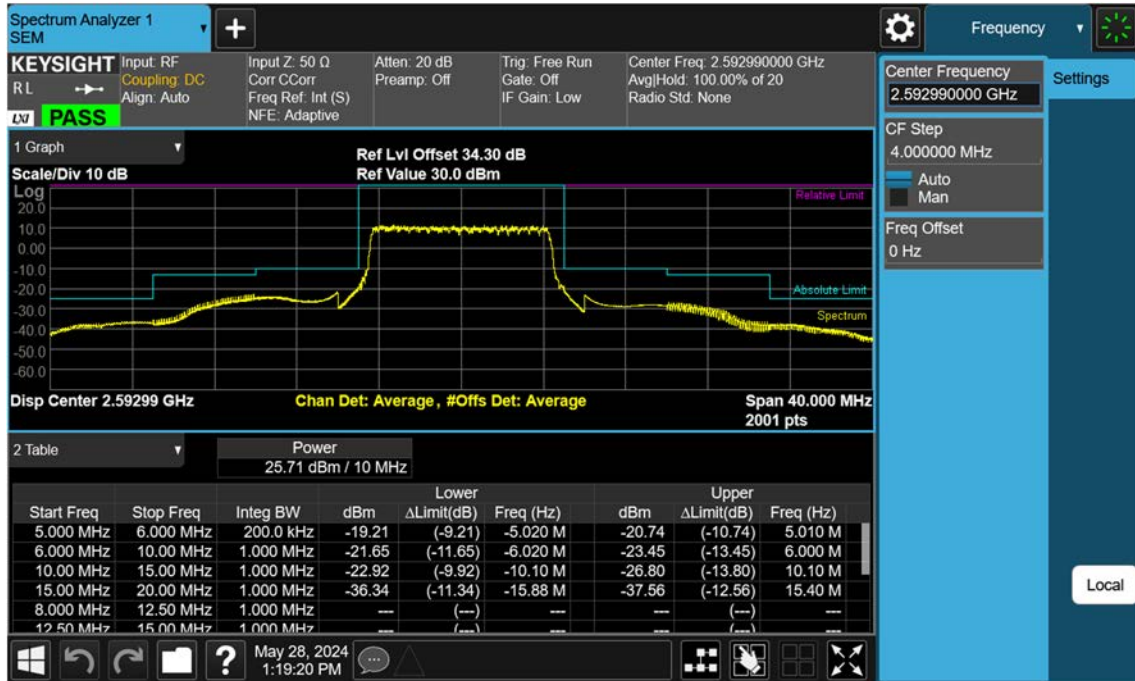 Spectrum Analyzer 1
SEM
Frequency
KEYSIGHT
R L
LXI PASS
Input: RF
Coupling: DC
Align: Auto
Input Z: 50 Ω
Corr CCorr
Freq Ref: Int (S)
NFE: Adaptive
Atten: 20 dB
Preamp: Off
Trig: Free Run
Gate: Off
IF Gain: Low
Center Freq: 2.592990000 GHz
Avg|Hold: 100.00% of 20
Radio Std: None
Center Frequency
2.592990000 GHz
Settings
CF Step
4.000000 MHz
Auto
Man
Freq Offset
0 Hz
Local
1 Graph
Scale/Div 10 dB
Ref Lvl Offset 34.30 dB
Ref Value 30.0 dBm
Log
20.0
10.0
0.00
-10.0
-20.0
-30.0
-40.0
-50.0
-60.0
Relative Limit
Absolute Limit
Spectrum
Disp Center 2.59299 GHz
Chan Det: Average, #Offs Det: Average
Span 40.000 MHz
2001 pts
2 Table
Power
25.71 dBm / 10 MHz
Lower Upper
Start Freq Stop Freq Integ BW dBm ΔLimit(dB) Freq (Hz) dBm ΔLimit(dB) Freq (Hz)
5.000 MHz 6.000 MHz 200.0 kHz -19.21 (-9.21) -5.020 M -20.74 (-10.74) 5.010 M
6.000 MHz 10.00 MHz 1.000 MHz -21.65 (-11.65) -6.020 M -23.45 (-13.45) 6.000 M
10.00 MHz 15.00 MHz 1.000 MHz -22.92 (-9.92) -10.10 M -26.80 (-13.80) 10.10 M
15.00 MHz 20.00 MHz 1.000 MHz -36.34 (-11.34) -15.88 M -37.56 (-12.56) 15.40 M
8.000 MHz 12.50 MHz 1.000 MHz --- (---) --- --- (---) ---
12.50 MHz 15.00 MHz 1.000 MHz --- (---) --- --- (---) ---
?
May 28, 2024
1:19:20 PM